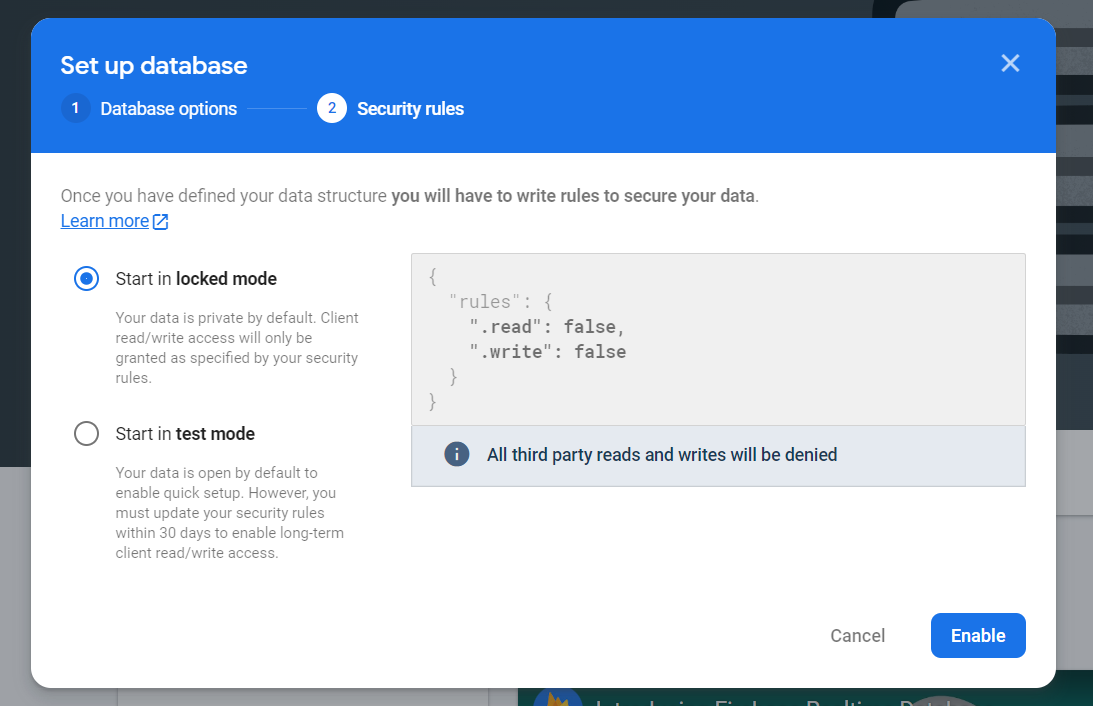 Set up database
1 Database options 2 Security rules
Once you have defined your data structure you will have to write rules to secure your data.
Learn more
Start in locked mode
Your data is private by default. Client
read/write access will only be
granted as specified by your security
rules.
Start in test mode
Your data is open by default to
enable quick setup. However, you
must update your security rules
within 30 days to enable long-term
client read/write access.
{
"rules": {
".read": false,
".write": false
}
}
All third party reads and writes will be denied
Cancel Enable